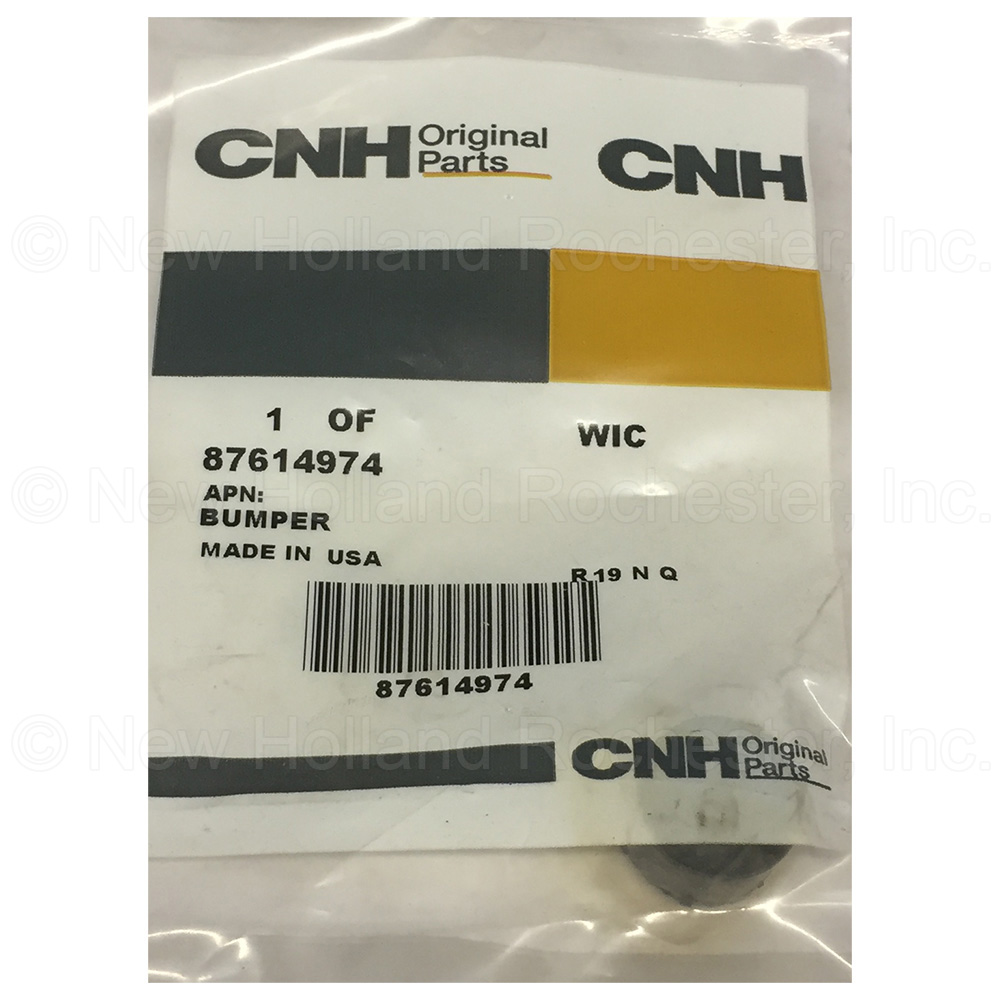 CNH Original Parts
CNH
© New Holland Rochester, Inc.
1 OF
WIC
87614974
© New Holland Rochester, Inc.
APN:
BUMPER
MADE IN USA
R 19 N Q
87614974
© New Holland Rochester, Inc.
CNH Original Parts